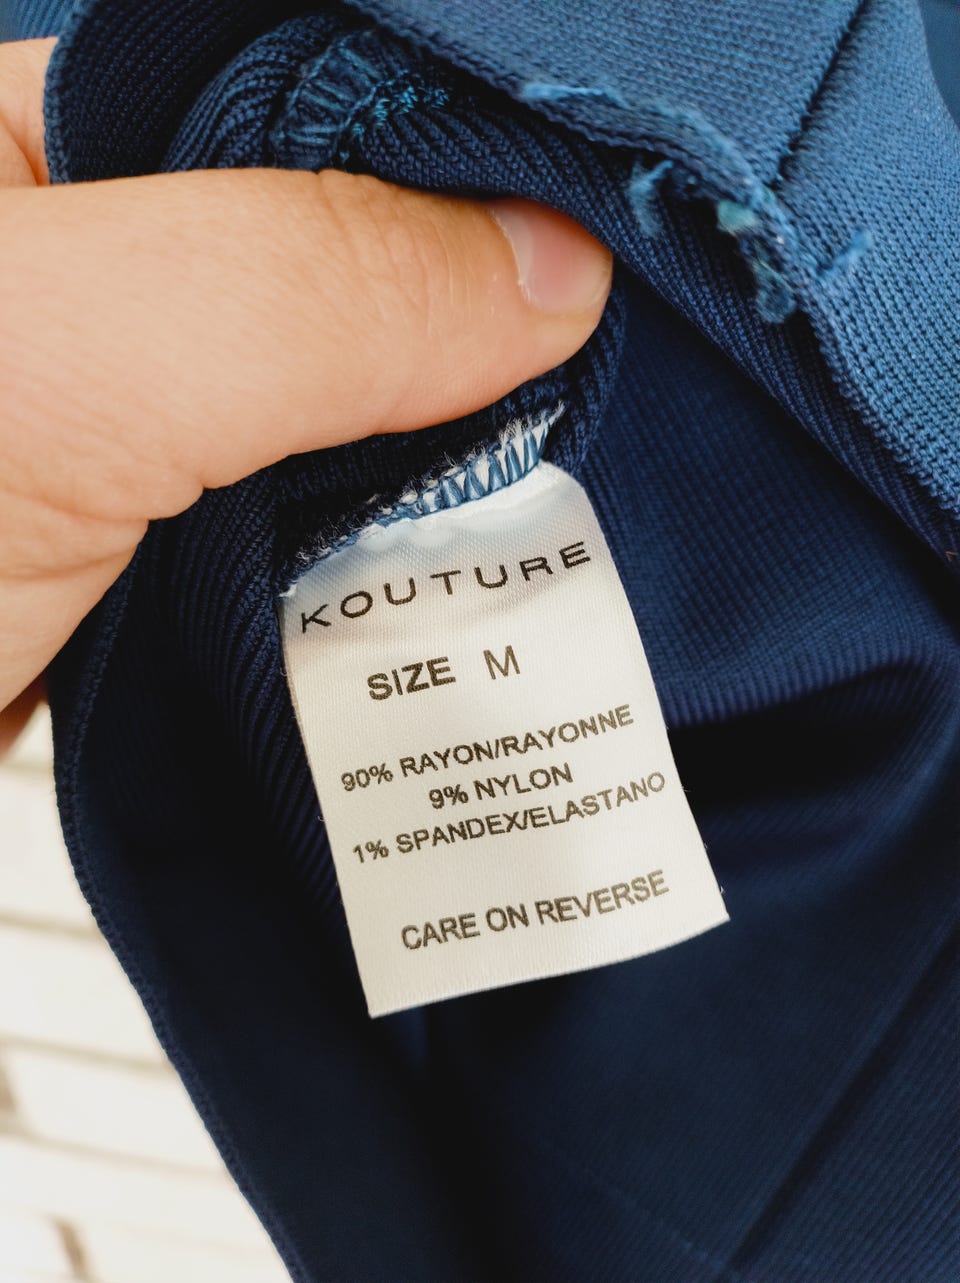 KOUTURE
SIZE M
90% RAYON/RAYONNE
9% NYLON
1% SPANDEX/ELASTANO
CARE ON REVERSE